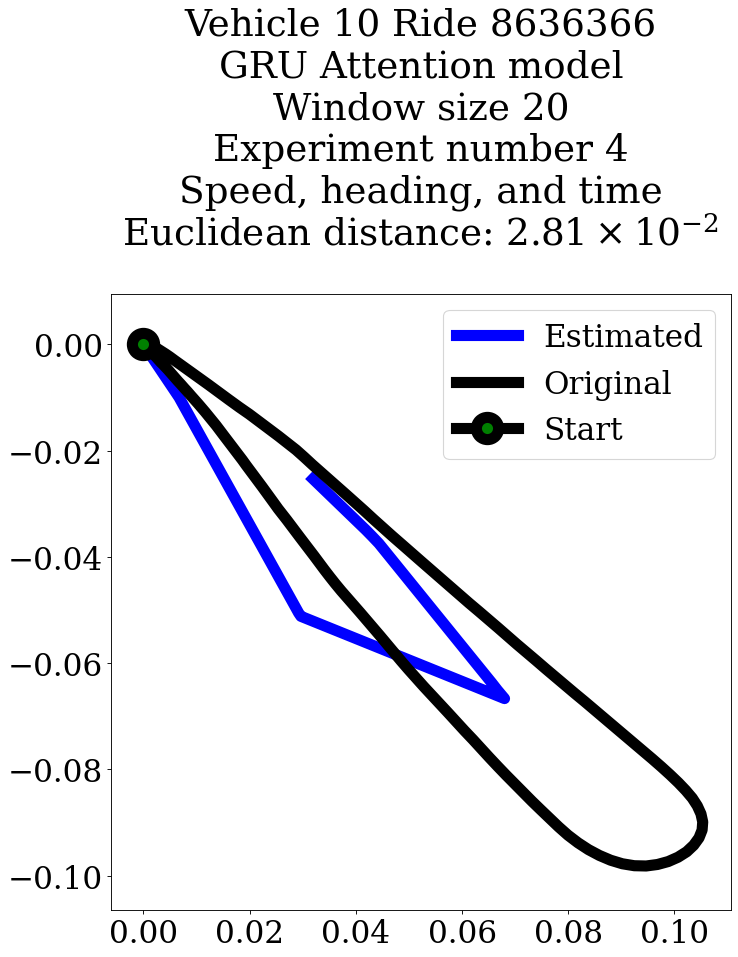 Vehicle 10 Ride 8636366
GRU Attention model
Window size 20
Experiment number 4
Speed, heading, and time
Euclidean distance: 2.81 × 10⁻²
Estimated
Original
Start
0.00
−0.02
−0.04
−0.06
−0.08
−0.10
0.00 0.02 0.04 0.06 0.08 0.10